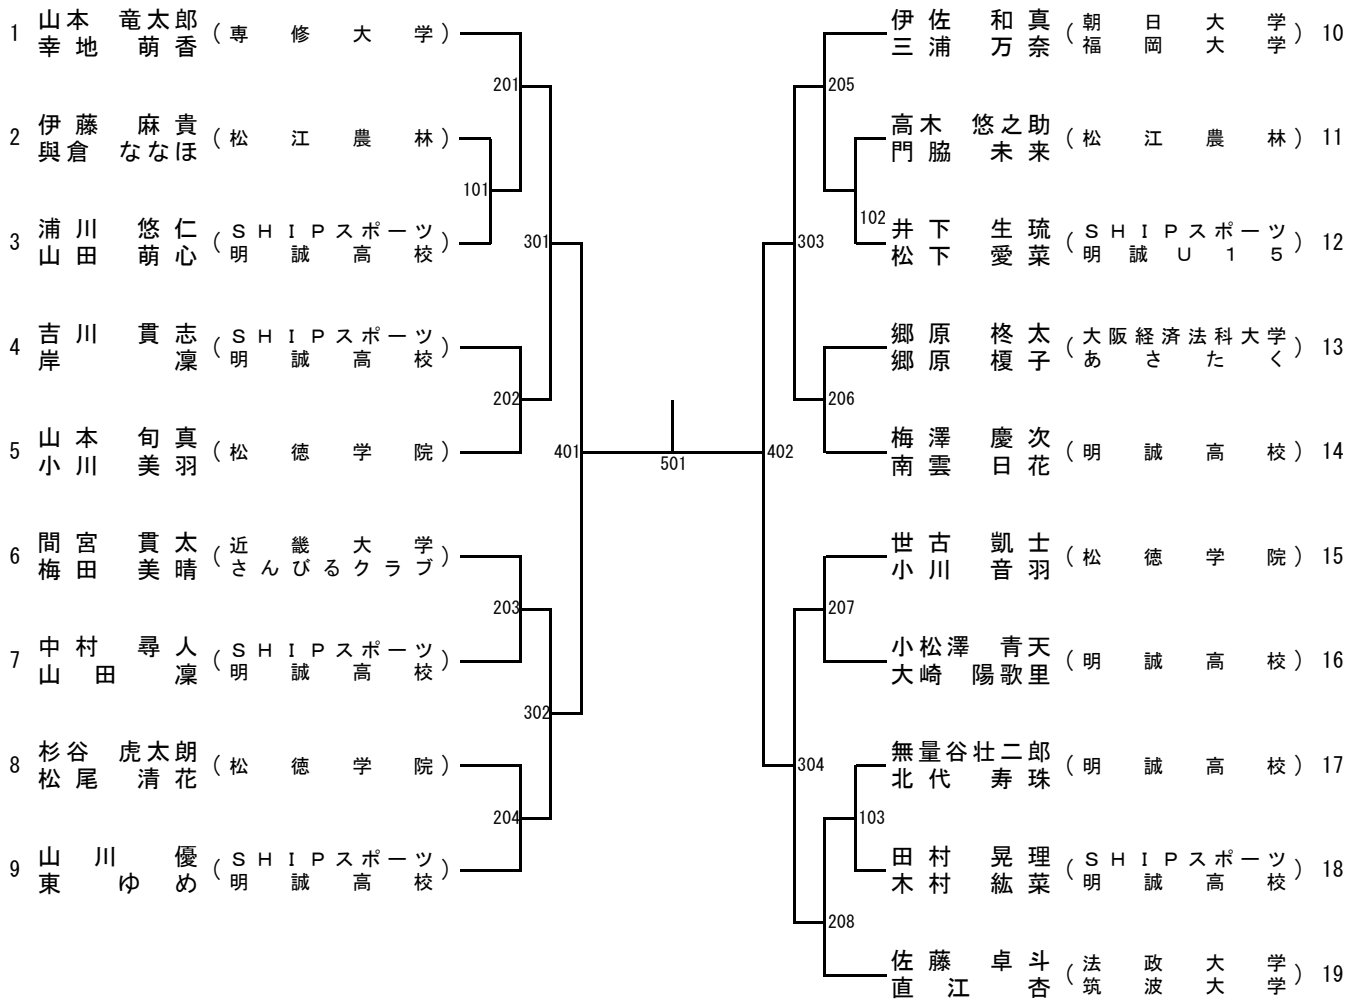 1 山本 竜太郎 (専修大学)
幸地 萌香
2 伊藤 麻貴 (松江農林)
與倉 ななほ
101
3 浦川 悠仁 (SHIPスポーツ
山田 萌心 明誠高校)
201
4 吉川 貫志 (SHIPスポーツ
岸 凜 明誠高校)
202
5 山本 旬真 (松徳学院)
小川 美羽
301
6 間宮 貫太 (近畿大学
梅田 美晴 さんびるクラブ)
203
7 中村 尋人 (SHIPスポーツ
山田 凜 明誠高校)
302
8 杉谷 虎太朗 (松徳学院)
松尾 清花
204
9 山川 優 (SHIPスポーツ
東 ゆめ 明誠高校)
401
501
402
伊佐 和真 (朝日大学
三浦 万奈 福岡大学) 10
205
高木 悠之助 (松江農林) 11
門脇 未来
102
井下 生琉 (SHIPスポーツ
松下 愛菜 明誠U15) 12
303
郷原 柊太 (大阪経済法科大学
郷原 榎子 あさたく) 13
206
梅澤 慶次 (明誠高校) 14
南雲 日花
世古 凱士 (松徳学院) 15
小川 音羽
207
小松澤 青天 (明誠高校) 16
大崎 陽歌里
304
無量谷壮二郎 (明誠高校) 17
北代 寿珠
103
田村 晃理 (SHIPスポーツ
木村 紘菜 明誠高校) 18
208
佐藤 卓斗 (法政大学
直江 杏 筑波大学) 19